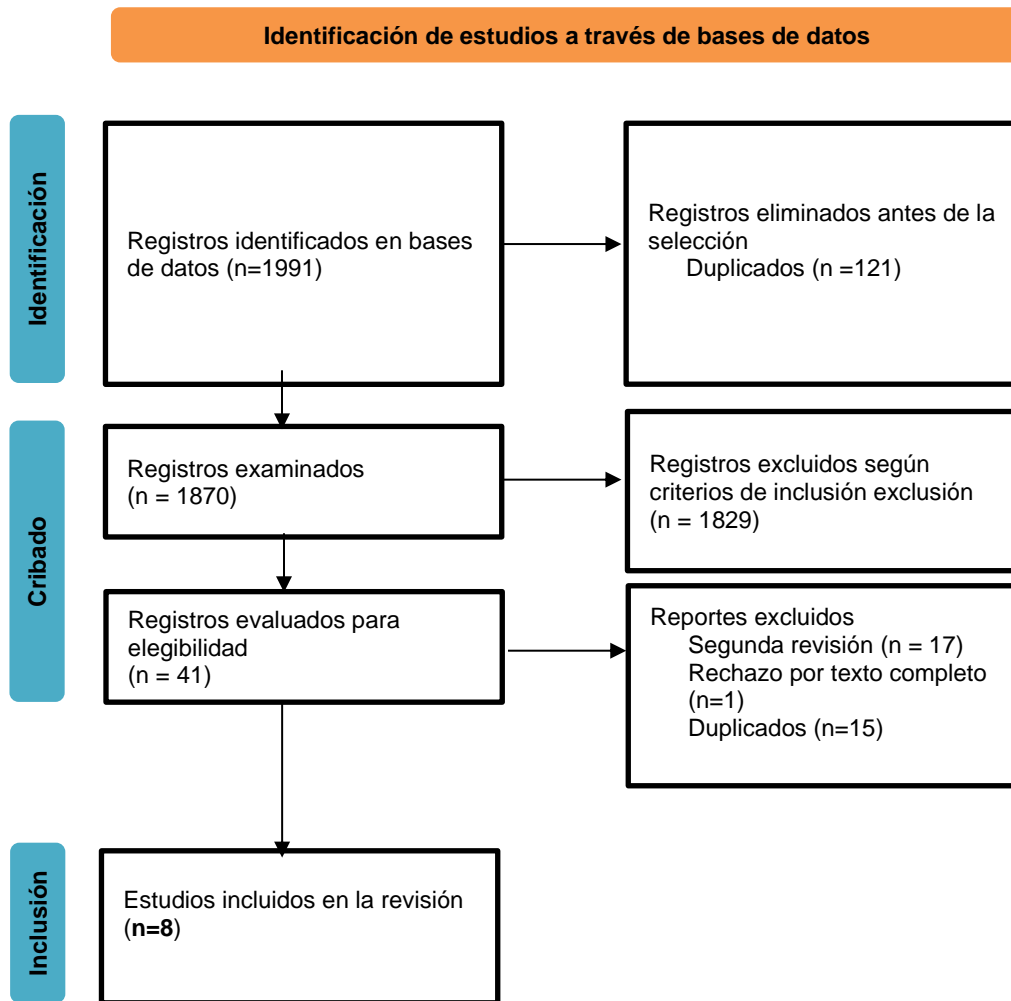 Identificación de estudios a través de bases de datos
Identificación
Registros identificados en bases
de datos (n=1991)
Registros eliminados antes de la
selección
Duplicados (n =121)
Cribado
Registros examinados
(n = 1870)
Registros excluidos según
criterios de inclusión exclusión
(n = 1829)
Registros evaluados para
elegibilidad
(n = 41)
Reportes excluidos
Segunda revisión (n = 17)
Rechazo por texto completo
(n=1)
Duplicados (n=15)
Inclusión
Estudios incluidos en la revisión
(n=8)